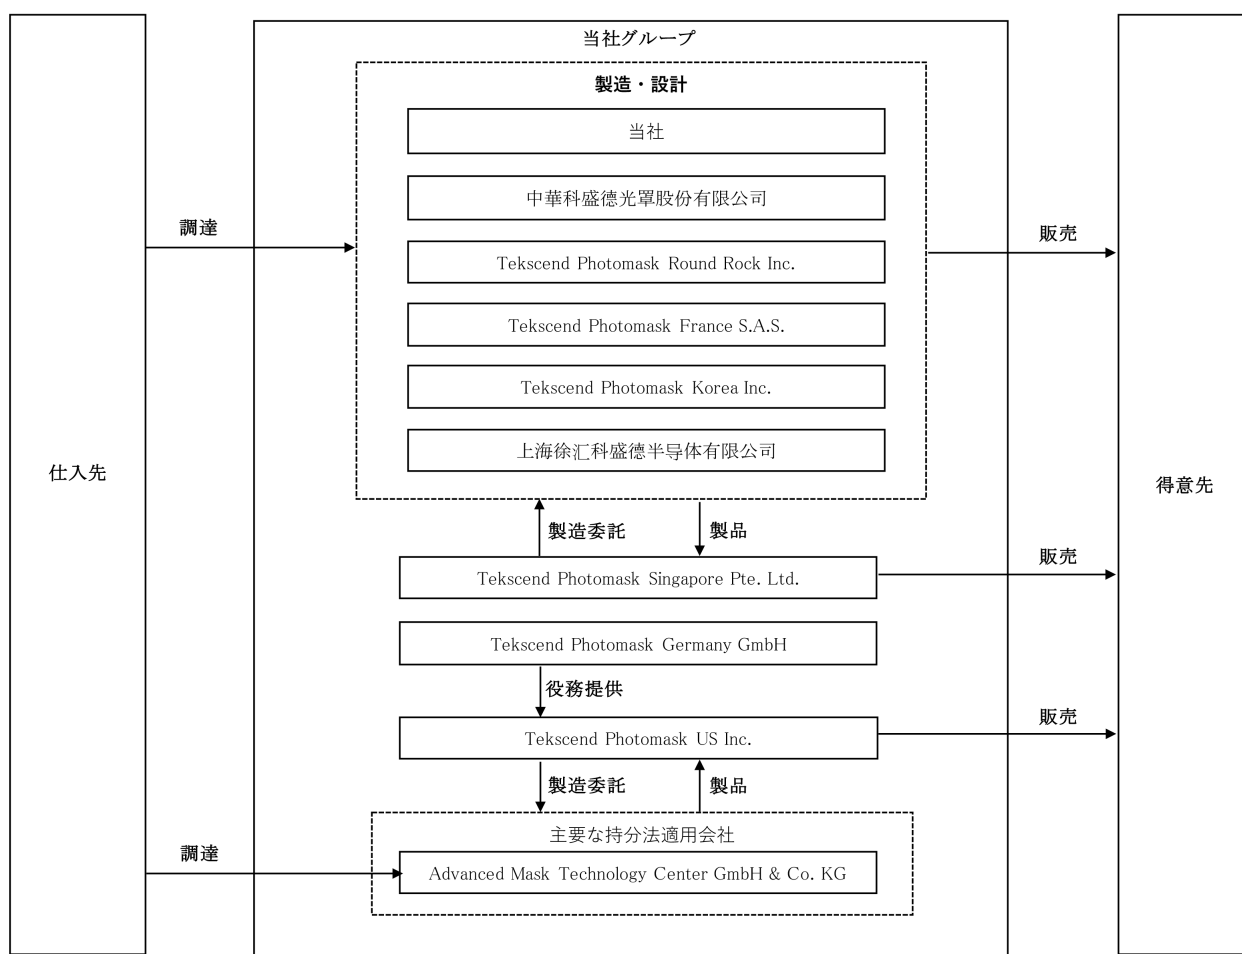 当社グループ
製造・設計
当社
中華科盛德光罩股份有限公司
調達
販売
Tekscend Photomask Round Rock Inc.
Tekscend Photomask France S.A.S.
Tekscend Photomask Korea Inc.
上海徐汇科盛德半导体有限公司
仕入先
得意先
製造委託
製品
販売
Tekscend Photomask Singapore Pte. Ltd.
Tekscend Photomask Germany GmbH
役務提供
販売
Tekscend Photomask US Inc.
製造委託
製品
主要な持分法適用会社
調達
Advanced Mask Technology Center GmbH & Co. KG